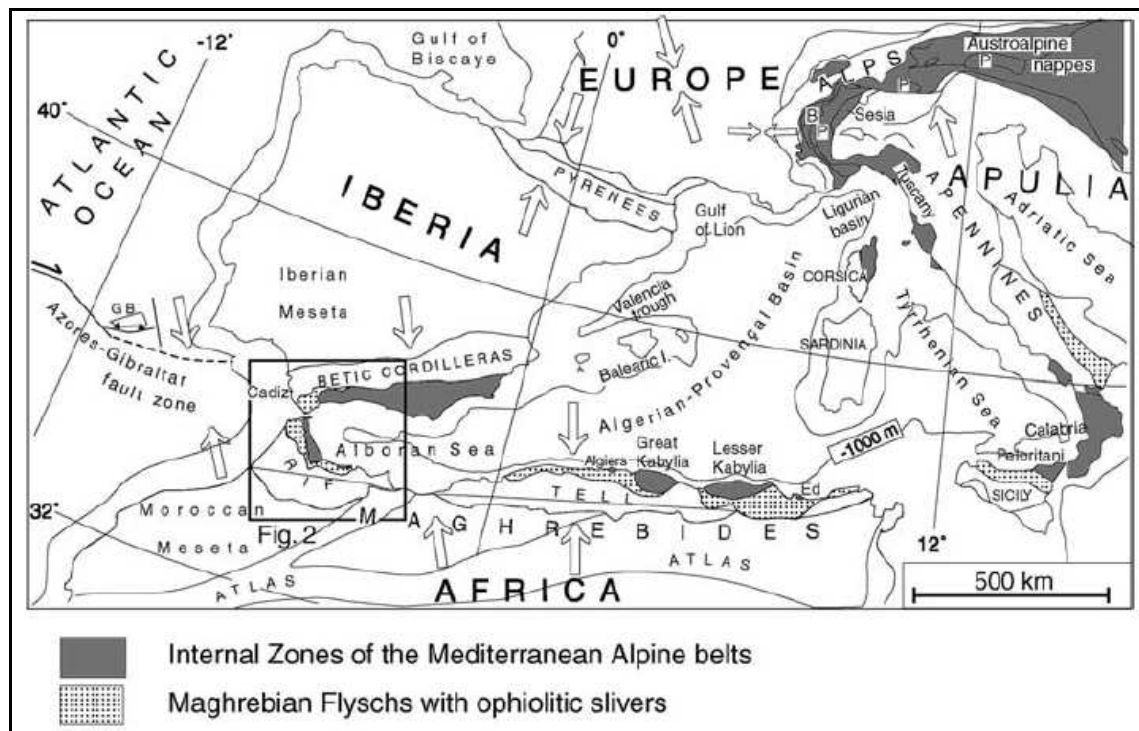 -12°
0°
Gulf of
Biscaye
EUROPE
ALPS
Austroalpine
nappes
P
P
B
P
Sesia
40°
ATLANTIC
OCEAN
IBERIA
PYRENEES
Gulf
of Lion
Ligurian
basin
Tuscany
APENNINES
APULIA
Adriatic Sea
Iberian
Meseta
GB
Azores-Gibraltar
fault zone
Valencia
trough
Balearic I.
Algerian-Provençal Basin
CORSICA
SARDINIA
Tyrrhenian Sea
BETIC CORDILLERAS
Cadiz
Alboran Sea
RIF
-1000 m
Calabria
Peloritani
SICILY
Algiers
Great
Kabylia
Lesser
Kabylia
Ed
TELL
32°
Moroccan
Meseta
Fig. 2
MAGHREBIDES
ATLAS
ATLAS
AFRICA
12°
500 km
Internal Zones of the Mediterranean Alpine belts
Maghrebian Flyschs with ophiolitic slivers